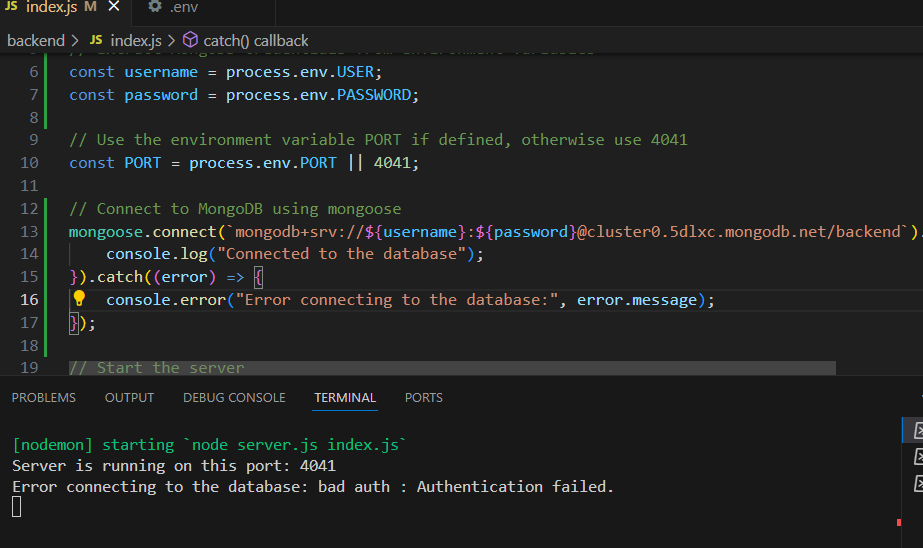 JS index.js M × .env
backend > JS index.js > catch() callback
6 const username = process.env.USER;
7 const password = process.env.PASSWORD;
8
9 // Use the environment variable PORT if defined, otherwise use 4041
10 const PORT = process.env.PORT || 4041;
11
12 // Connect to MongoDB using mongoose
13 mongoose.connect(`mongodb+srv://${username}:${password}@cluster0.5dlxc.mongodb.net/backend`).
14 console.log("Connected to the database");
15 }).catch((error) => {
16 console.error("Error connecting to the database:", error.message);
17 });
18
19 // Start the server
PROBLEMS OUTPUT DEBUG CONSOLE TERMINAL PORTS
[nodemon] starting `node server.js index.js`
Server is running on this port: 4041
Error connecting to the database: bad auth : Authentication failed.